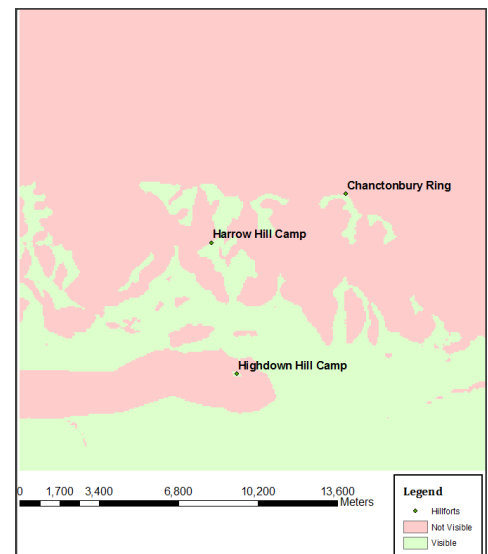 Chanctonbury Ring
Harrow Hill Camp
Highdown Hill Camp
0 1,700 3,400 6,800 10,200 13,600
Meters
Legend
Hillforts
Not Visible
Visible